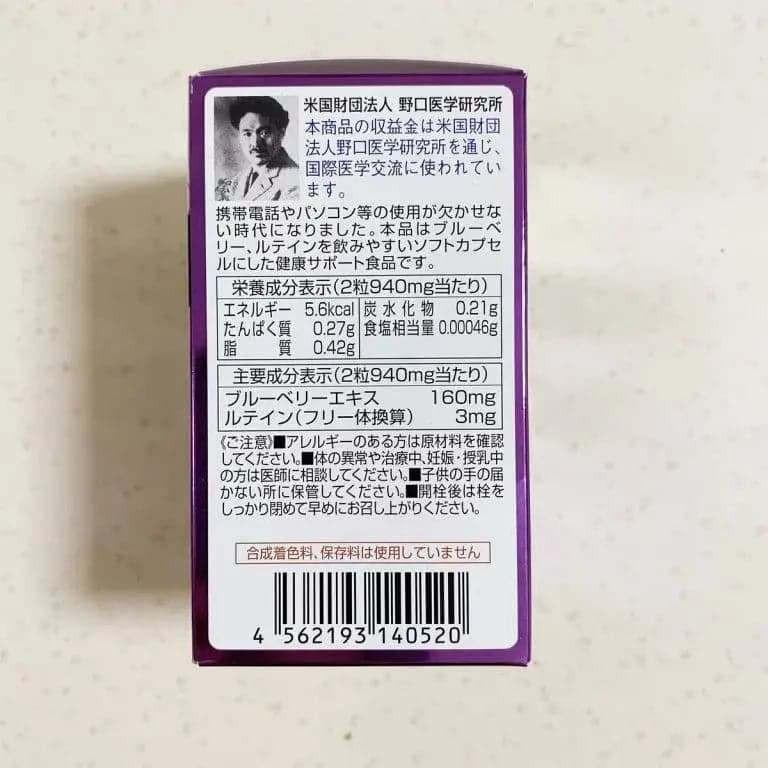 米国財団法人 野口医学研究所
本商品の収益金は米国財団
法人野口医学研究所を通じ、
国際医学交流に使われてい
ます。
携帯電話やパソコン等の使用が欠かせな
い時代になりました。本品はブルーベ
リー、ルテインを飲みやすいソフトカプセ
ルにした健康サポート食品です。
栄養成分表示(2粒940mg当たり)
エネルギー 5.6kcal 炭水化物 0.21g
たんぱく質 0.27g 食塩相当量 0.00046g
脂質 0.42g
主要成分表示(2粒940mg当たり)
ブルーベリーエキス 160mg
ルテイン(フリー体換算) 3mg
《ご注意》■アレルギーのある方は原材料を確認
してください。■体の異常や治療中、妊娠・授乳中
の方は医師に相談してください。■子供の手の届
かない所に保管してください。■開栓後は栓を
しっかり閉めて早めにお召し上がりください。
合成着色料、保存料は使用していません
4 562193 140520